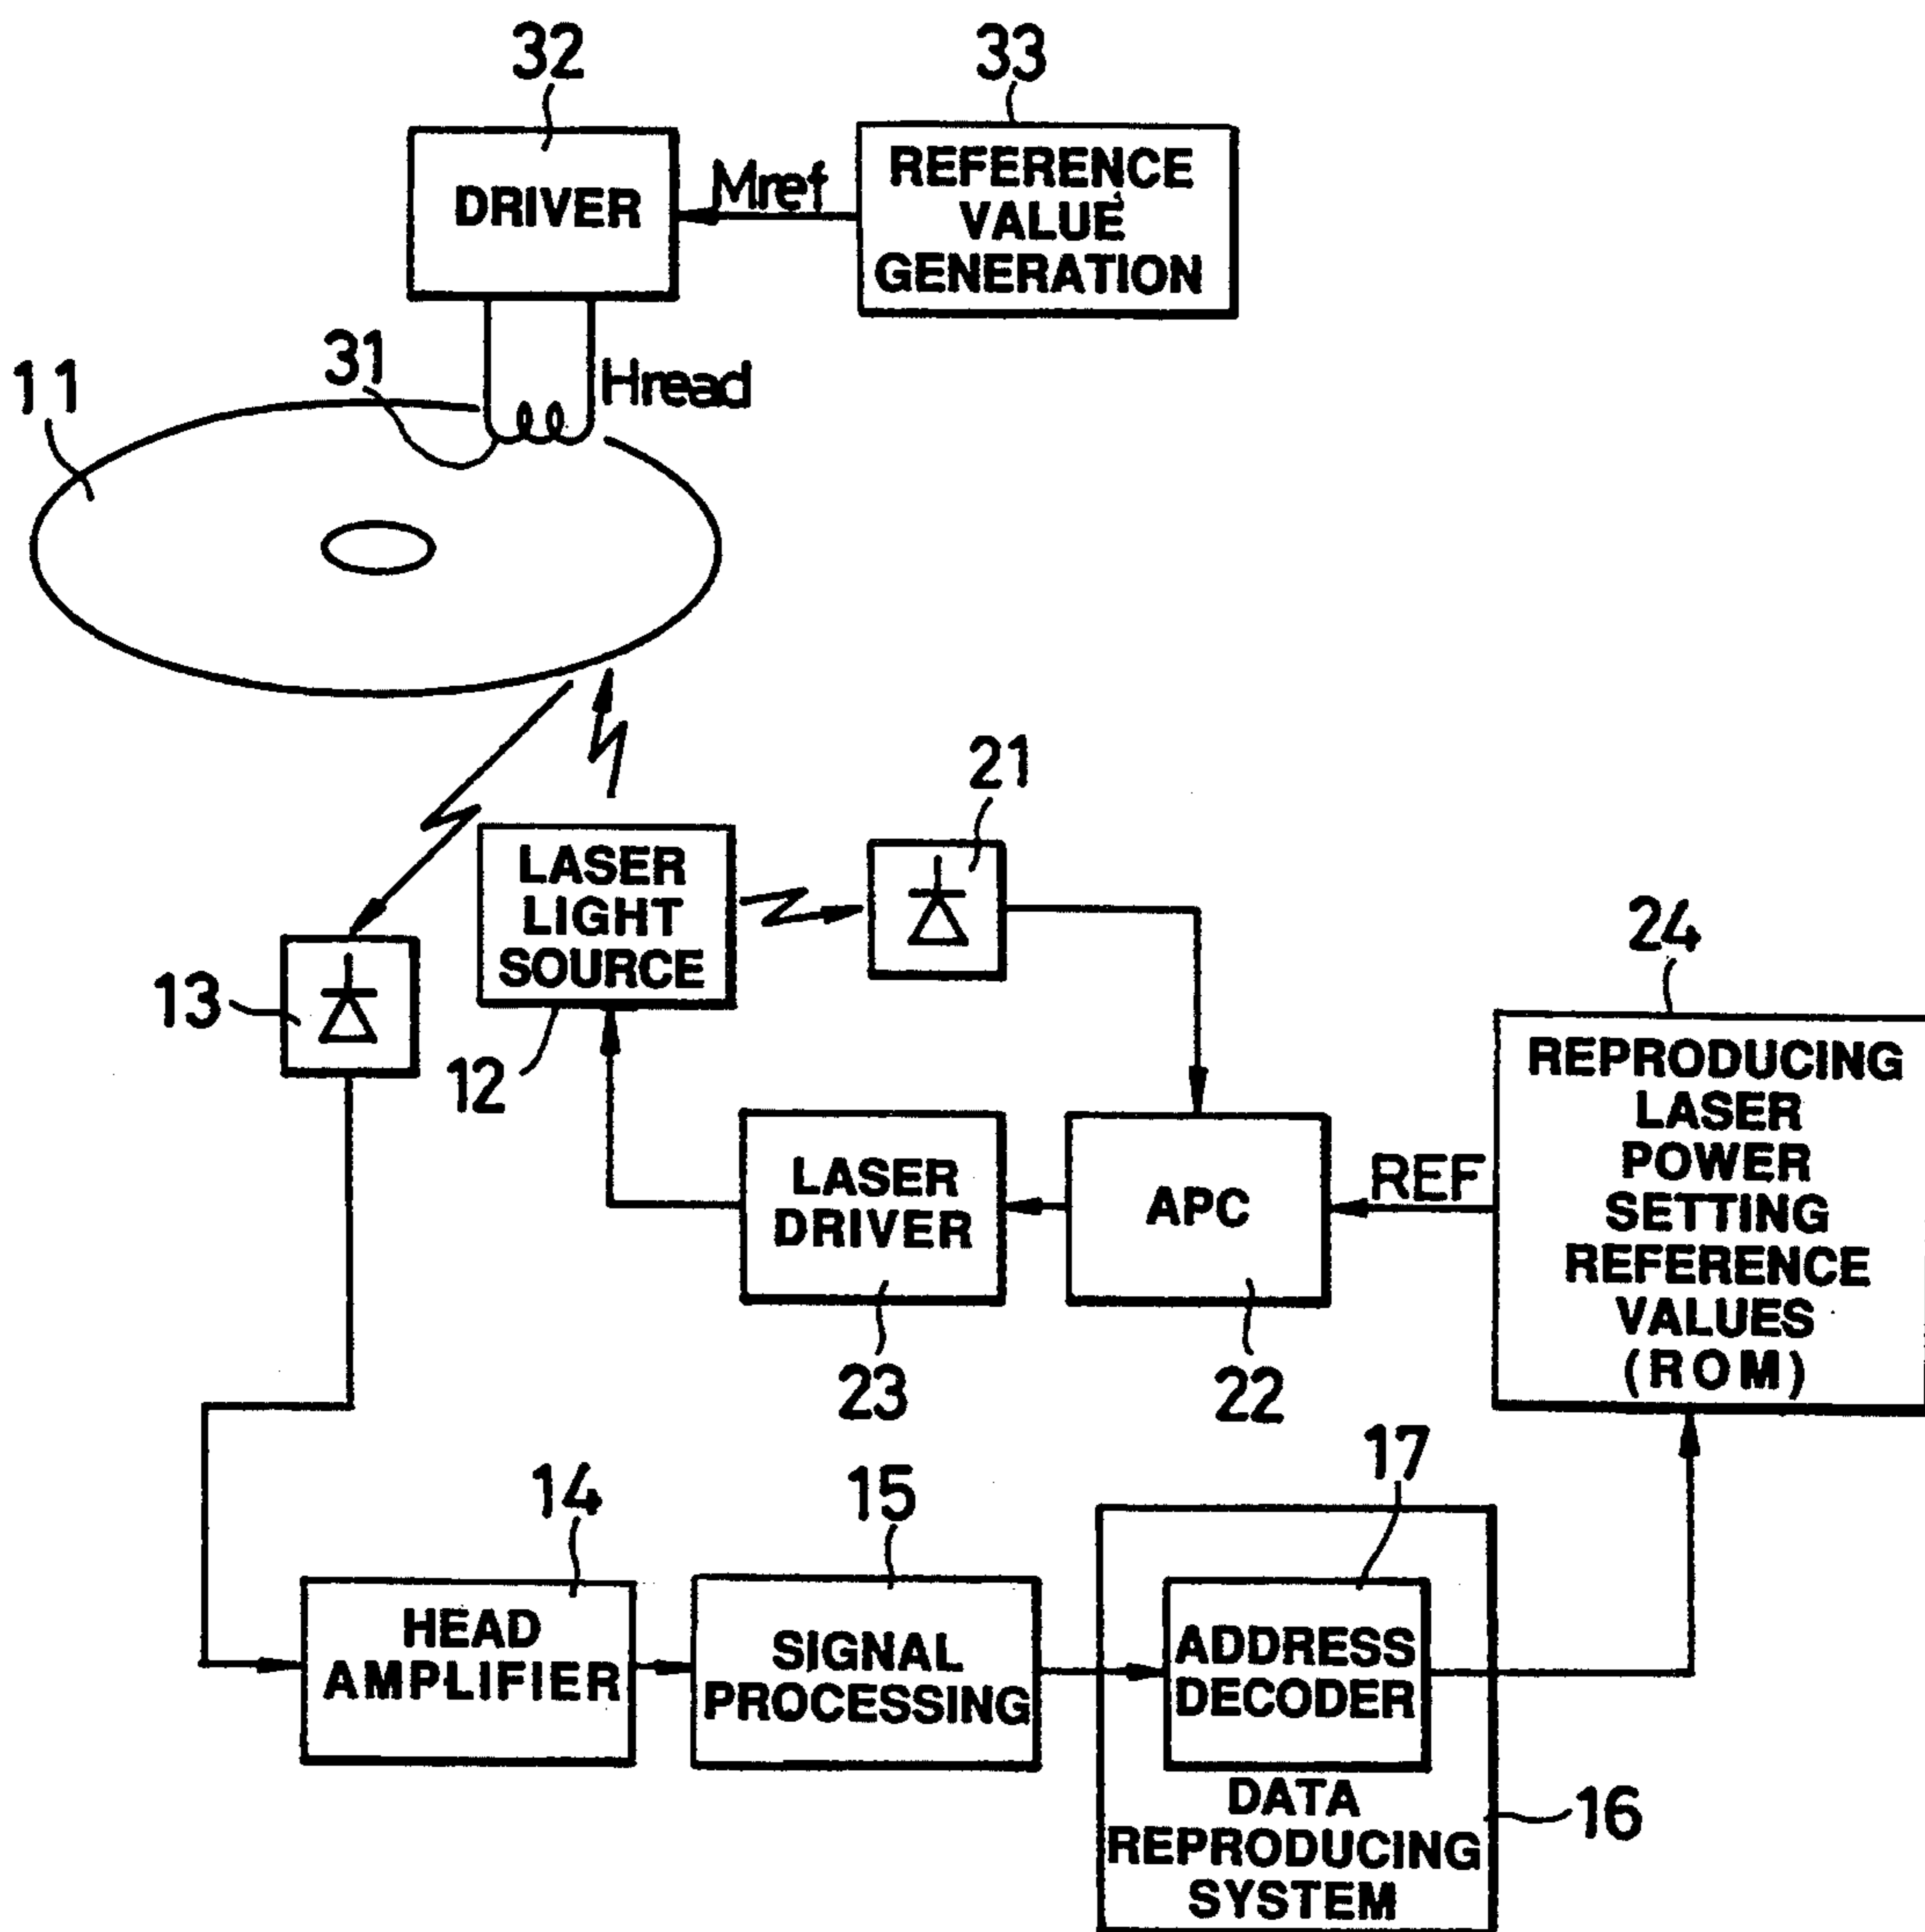 32
33
DRIVER
Mref
REFERENCE
VALUE
GENERATION
31
11
Hread
21
LASER
LIGHT
SOURCE
24
13
12
REPRODUCING
LASER
POWER
SETTING
REFERENCE
VALUES
(ROM)
LASER
DRIVER
APC
REF
23
22
17
14
15
HEAD
AMPLIFIER
SIGNAL
PROCESSING
ADDRESS
DECODER
DATA
REPRODUCING
SYSTEM
16